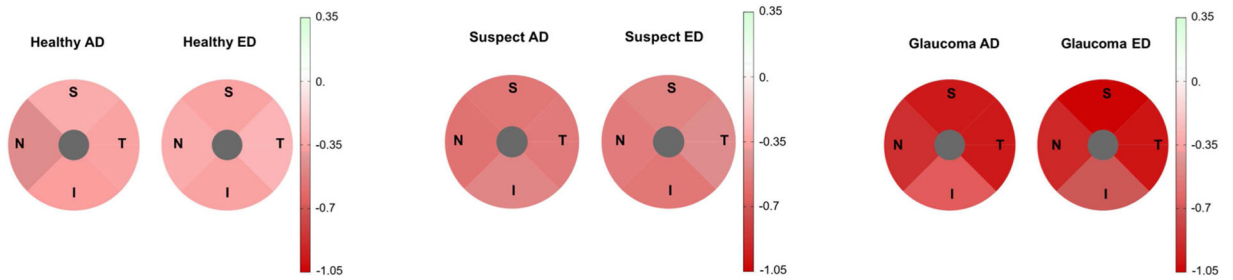 Healthy AD
Healthy ED
S
N
T
I
S
N
T
I
0.35
0.
-0.35
-0.7
-1.05
Suspect AD
Suspect ED
S
N
T
I
S
N
T
I
0.35
0.
-0.35
-0.7
-1.05
Glaucoma AD
Glaucoma ED
S
N
T
I
S
N
T
I
0.35
0.
-0.35
-0.7
-1.05